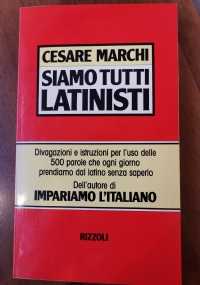 CESARE MARCHI
SIAMO TUTTI
LATINISTI
Divagazioni e istruzioni per l'uso delle
500 parole che ogni giorno
prendiamo dal latino senza saperlo
Dell'autore di
IMPARIAMO L'ITALIANO
RIZZOLI